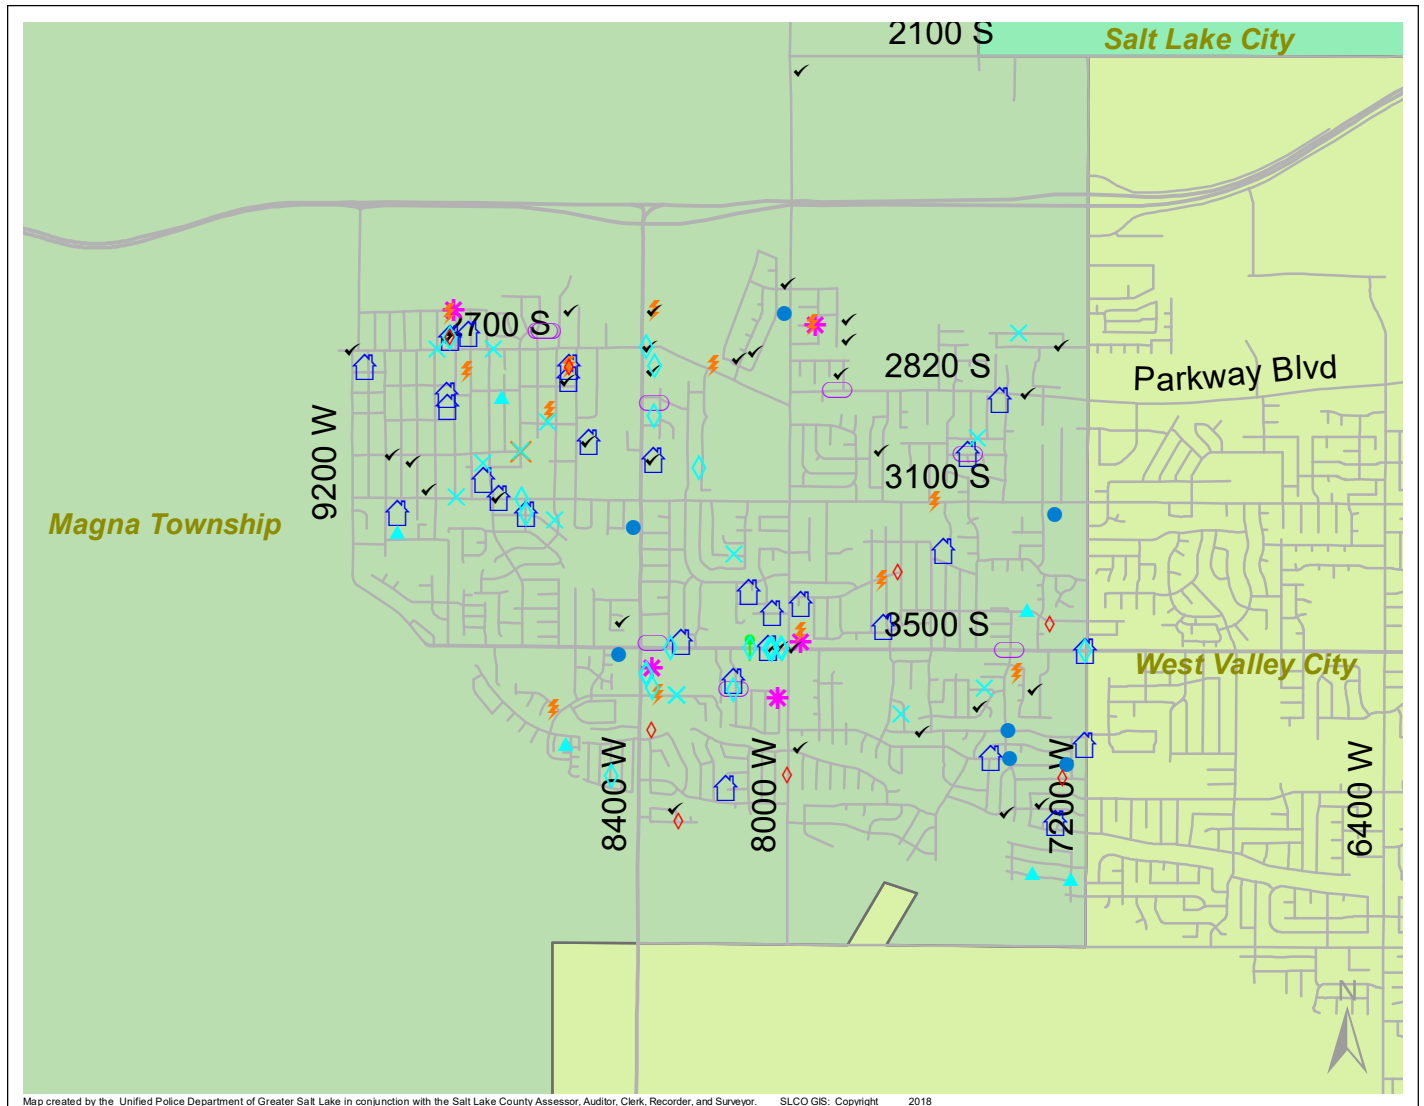 2100 S
Salt Lake City
2700 S
2820 S
Parkway Blvd
9200 W
3100 S
Magna Township
3500 S
West Valley City
8400 W
8000 W
7200 W
6400 W
N
Map created by the Unified Police Department of Greater Salt Lake in conjunction with the Salt Lake County Assessor, Auditor, Clerk, Recorder, and Surveyor. SLCO GIS: Copyright 2018